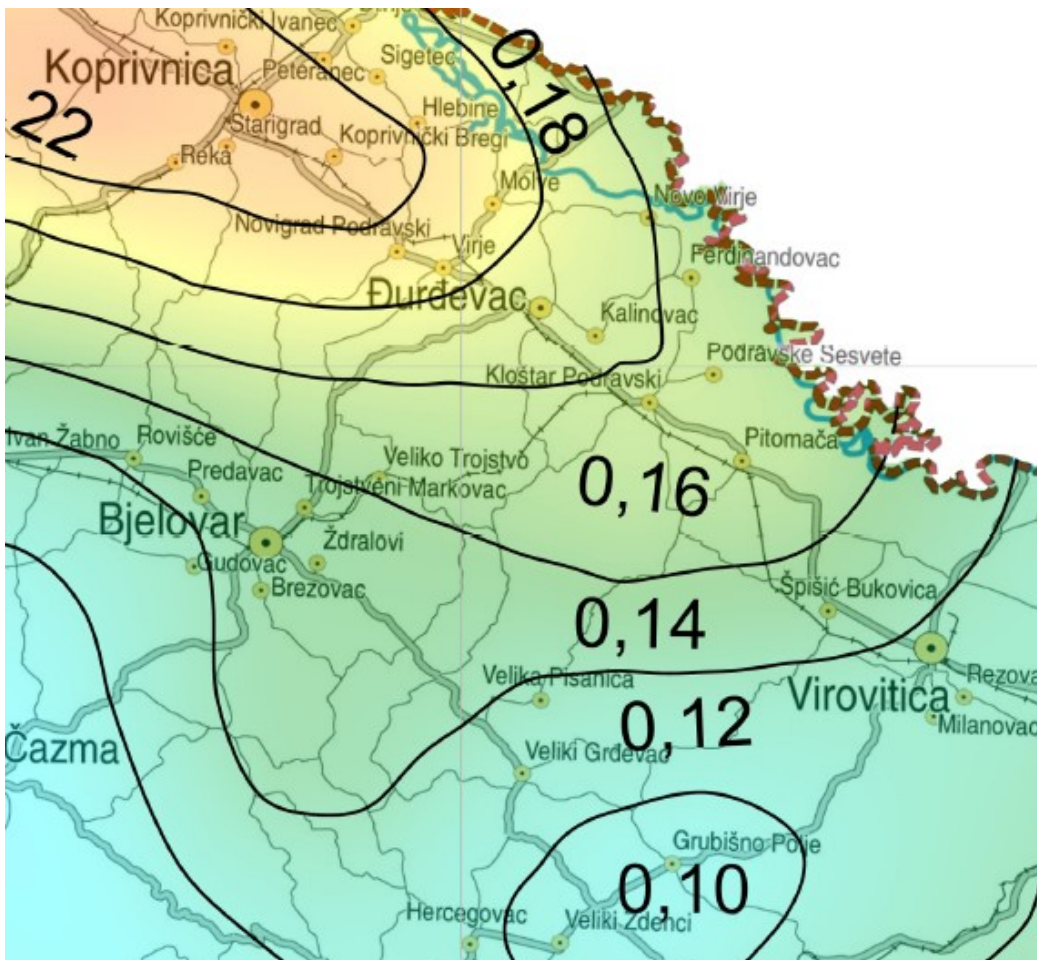 Koprivnički Ivanec
Sigetec
Koprivnica
Peteranec
0,18
22
Hlebine
Starigrad
Koprivnički Bregi
Reka
Molve
Novo Virje
Novigrad Podravski
Virje
Ferdinandovac
Đurđevac
Kalinovac
Podravske Sesvete
Kloštar Podravski
Ivan Žabno
Rovišće
Pitomača
Predavac
Veliko Trojstvo
Trojstveni Markovac
0,16
Bjelovar
Ždralovi
Gudovac
Brezovac
Špišić Bukovica
0,14
Velika Pisanica
Rezova
Virovitica
0,12
Milanovac
Čazma
Veliki Grđevac
Grubišno Polje
0,10
Hercegovac
Veliki Zdenci